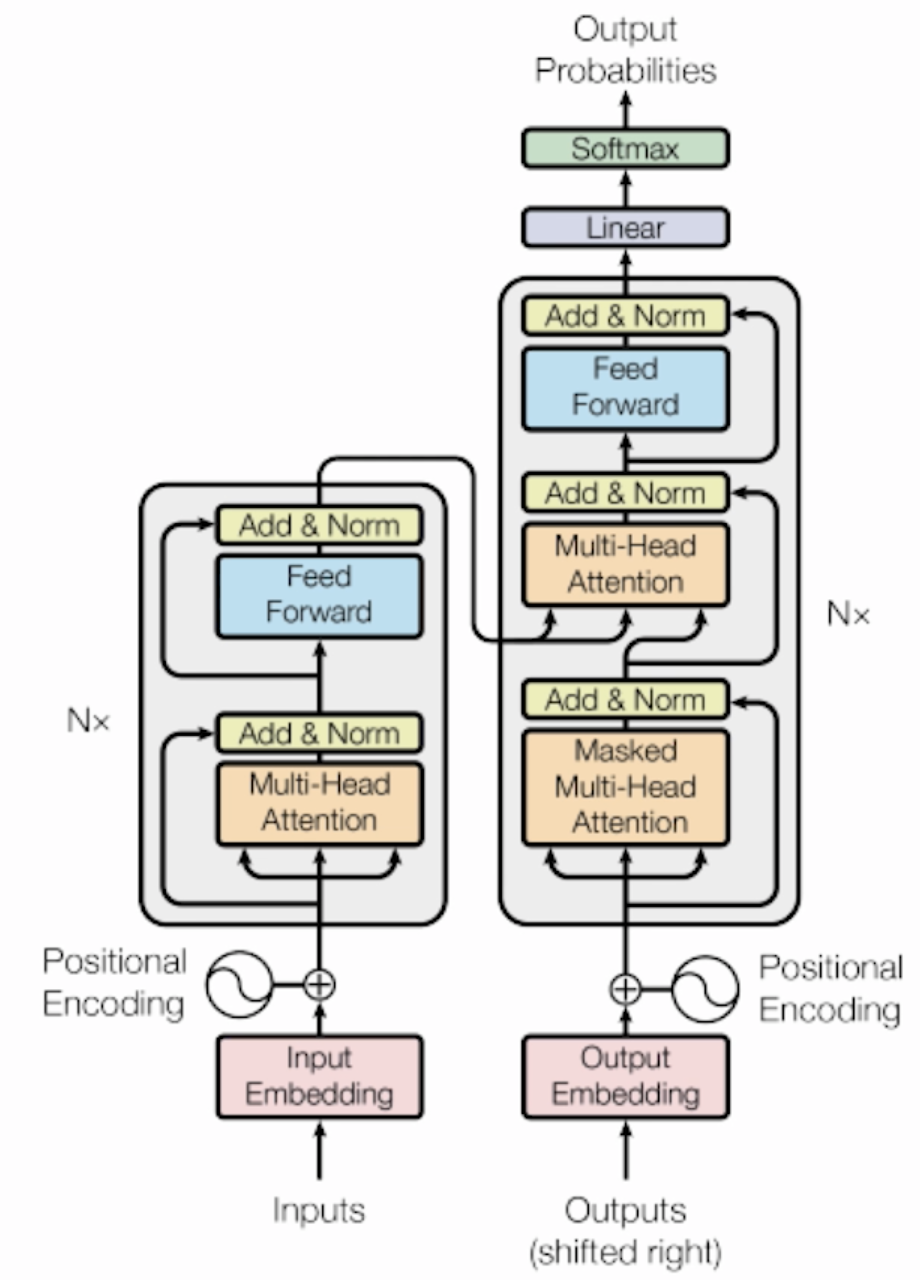 Output
Probabilities
Softmax
Linear
Add & Norm
Feed
Forward
Add & Norm
Multi-Head
Attention
Add & Norm
Masked
Multi-Head
Attention
Nx
Add & Norm
Feed
Forward
Add & Norm
Multi-Head
Attention
Nx
Positional
Encoding
Positional
Encoding
Input
Embedding
Output
Embedding
Inputs
Outputs
(shifted right)